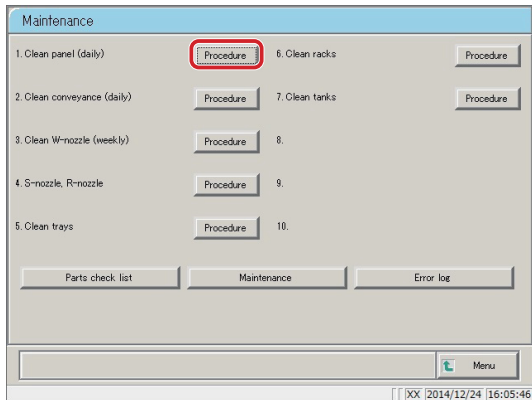 Maintenance
1. Clean panel (daily) Procedure 6. Clean racks Procedure
2. Clean conveyance (daily) Procedure 7. Clean tanks Procedure
3. Clean W-nozzle (weekly) Procedure 8.
4. S-nozzle, R-nozzle Procedure 9.
5. Clean trays Procedure 10.
Parts check list Maintenance Error log
Menu
XX 2014/12/24 16:05:46